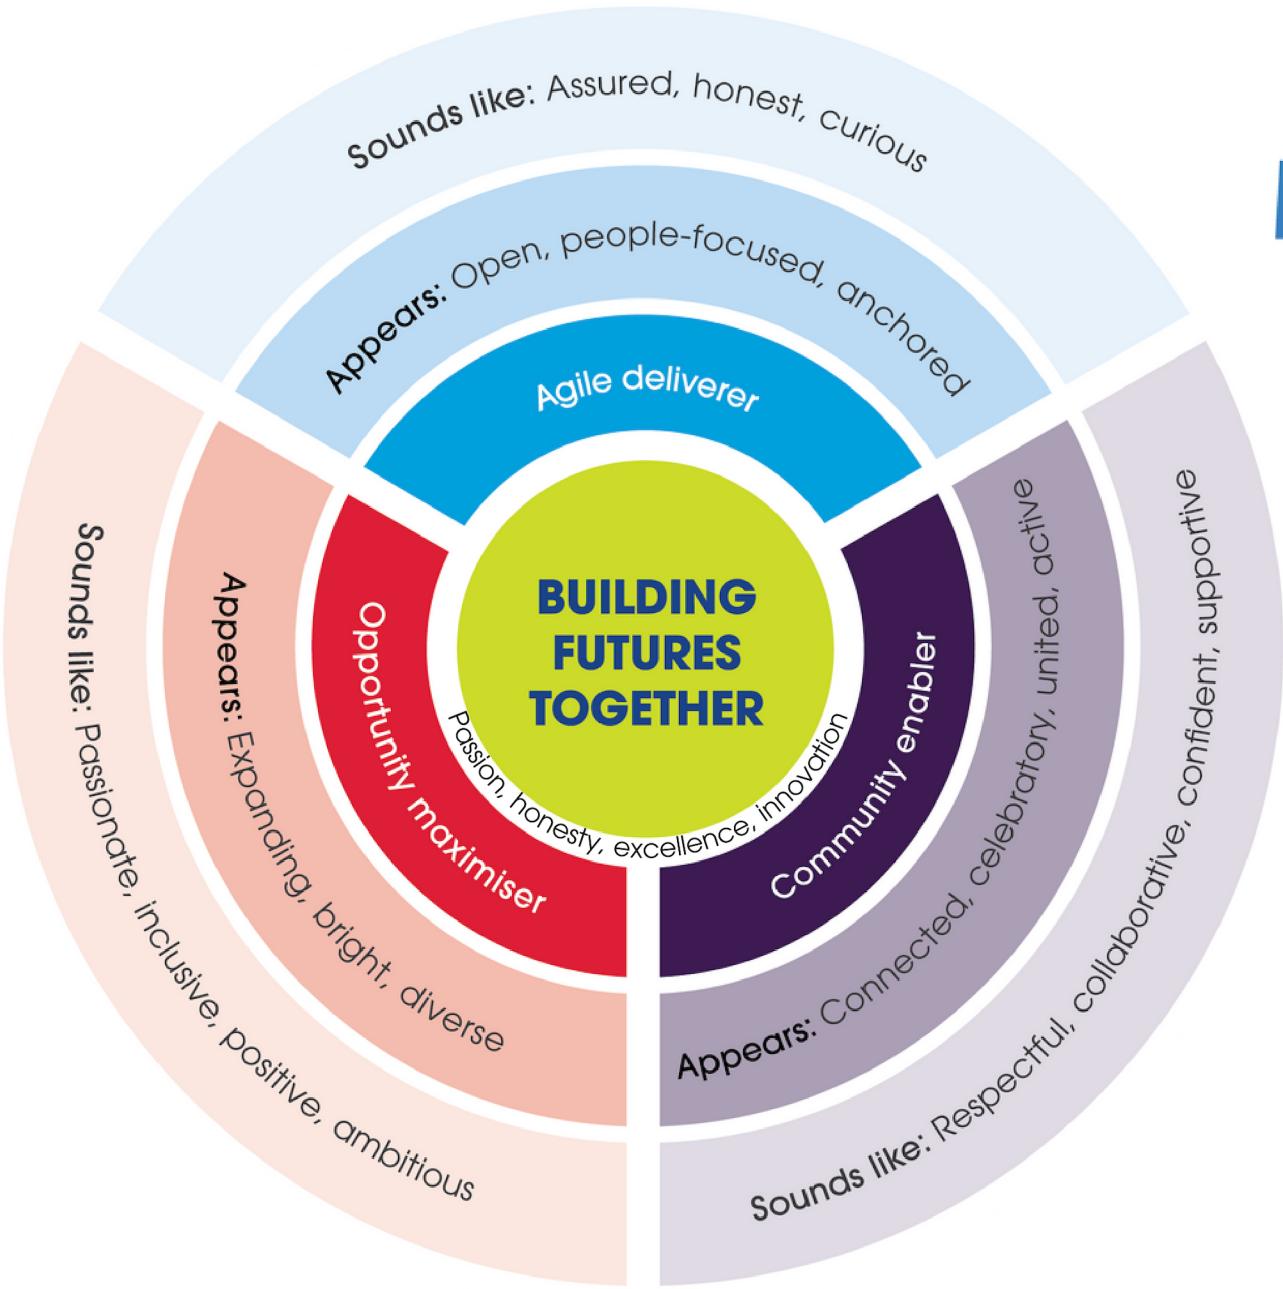 Sounds like: Assured, honest, curious
Appears: Open, people-focused, anchored
Agile deliverer
BUILDING
FUTURES
TOGETHER
Passion, honesty, excellence, innovation
Opportunity maximiser
Appears: Expanding, bright, diverse
Sounds like: Passionate, inclusive, positive, ambitious
Community enabler
Appears: Connected, celebratory, united, active
Sounds like: Respectful, collaborative, confident, supportive